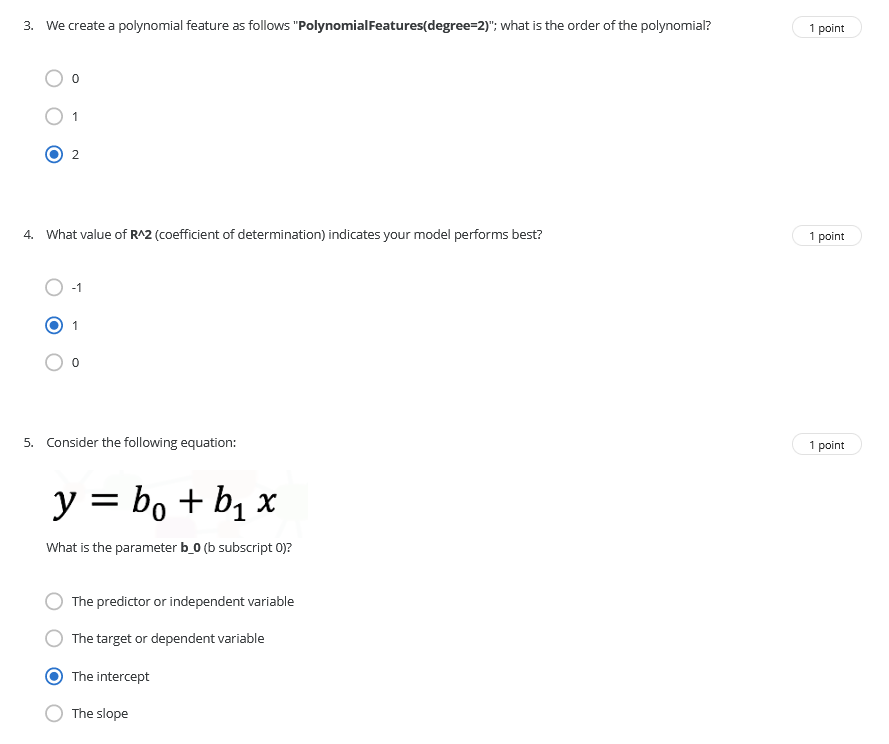 3. We create a polynomial feature as follows "PolynomialFeatures(degree=2)"; what is the order of the polynomial?
1 point
0
1
2
4. What value of R^2 (coefficient of determination) indicates your model performs best?
1 point
-1
1
0
5. Consider the following equation:
1 point
y = b₀ + b₁ x
What is the parameter b_0 (b subscript 0)?
The predictor or independent variable
The target or dependent variable
The intercept
The slope